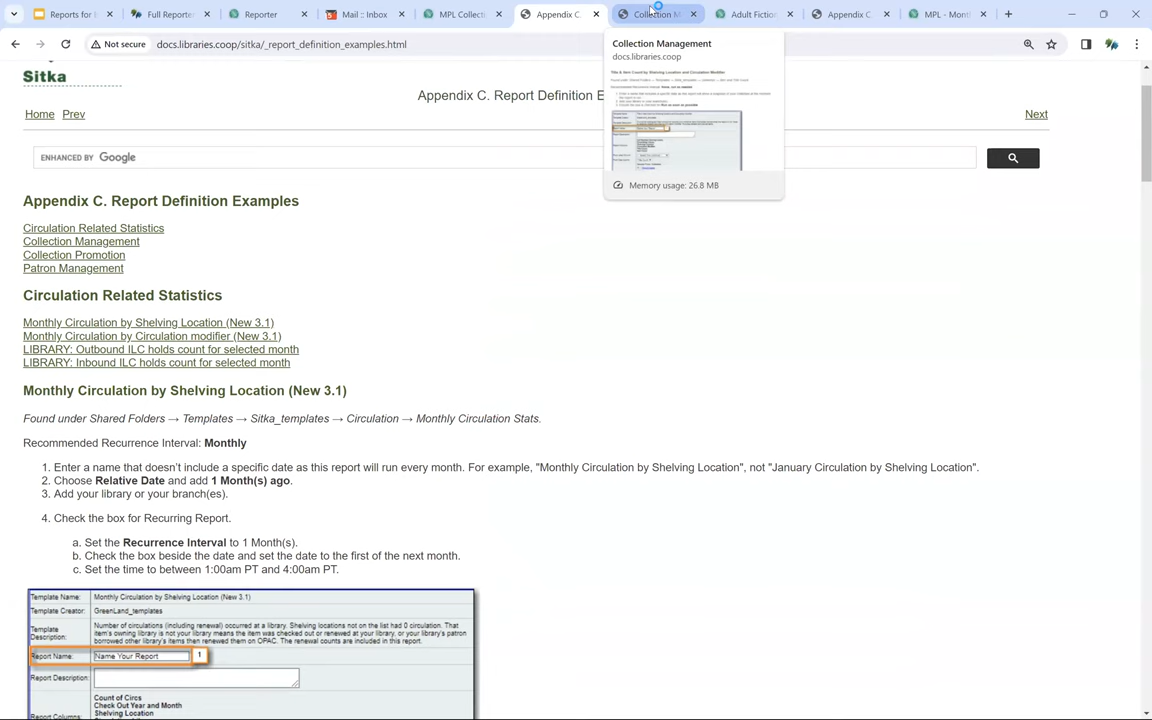 Reports for
Full Reporter
Reporter
Mail :: Inbox
MPL Collecti
Appendix C.
Collection M
Adult Fiction
Appendix C
MPL - Month
Not secure
docs.libraries.coop/sitka/_report_definition_examples.html
Collection Management
docs.libraries.coop
Title & Item Count by Shelving Location and Circulation Modifier
Memory usage: 26.8 MB
Sitka
Appendix C. Report Definition E
Home Prev
Next
ENHANCED BY Google
Appendix C. Report Definition Examples
Circulation Related Statistics
Collection Management
Collection Promotion
Patron Management
Circulation Related Statistics
Monthly Circulation by Shelving Location (New 3.1)
Monthly Circulation by Circulation modifier (New 3.1)
LIBRARY: Outbound ILC holds count for selected month
LIBRARY: Inbound ILC holds count for selected month
Monthly Circulation by Shelving Location (New 3.1)
Found under Shared Folders → Templates → Sitka_templates → Circulation → Monthly Circulation Stats.
Recommended Recurrence Interval: Monthly
1. Enter a name that doesn't include a specific date as this report will run every month. For example, "Monthly Circulation by Shelving Location", not "January Circulation by Shelving Location".
2. Choose Relative Date and add 1 Month(s) ago.
3. Add your library or your branch(es).
4. Check the box for Recurring Report.
a. Set the Recurrence Interval to 1 Month(s).
b. Check the box beside the date and set the date to the first of the next month.
c. Set the time to between 1:00am PT and 4:00am PT.
Template Name: Monthly Circulation by Shelving Location (New 3.1)
Template Creator: GreenLand_templates
Template Description: Number of circulations (including renewal) occurred at a library. Shelving locations not on the list had 0 circulation. That
item's owning library is not your library means the item was checked out or renewed at your library, or your library's patron
borrowed other library's items then renewed them on OPAC. The renewal counts are included in this report.
Report Name: Name Your Report 1
Report Description:
Count of Circs
Check Out Year and Month
Shelving Location
Report Columns: